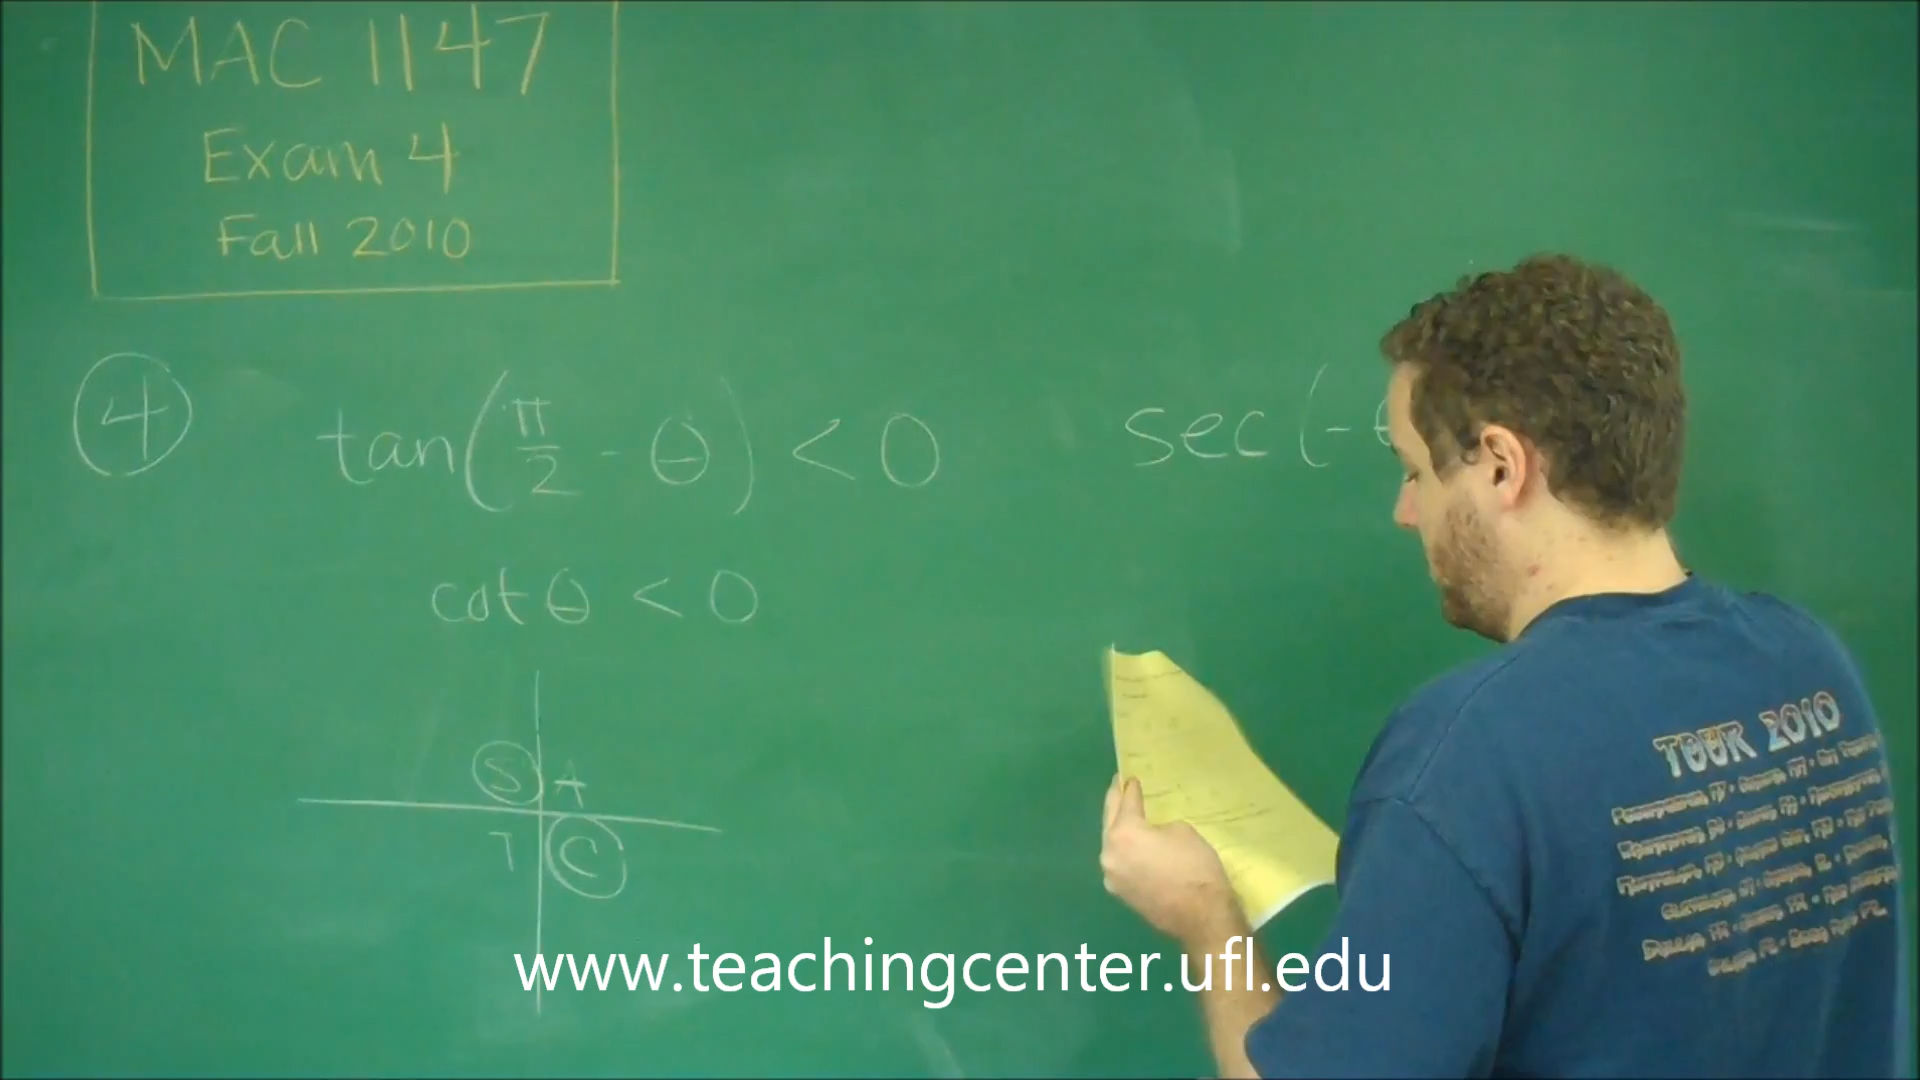 MAC 1147
Exam 4
Fall 2010
4 tan(π/2 - θ) < 0 sec(-θ
cot θ < 0
S A
T C
TOUR 2010
www.teachingcenter.ufl.edu